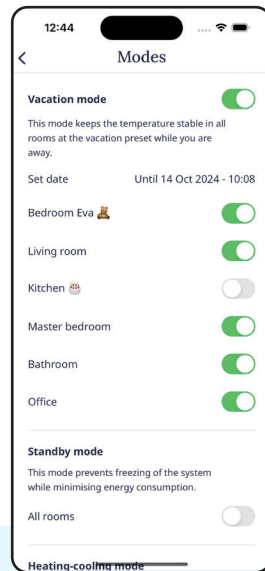 12:44
Modes
Vacation mode
This mode keeps the temperature stable in all
rooms at the vacation preset while you are
away.
Set date Until 14 Oct 2024 - 10:08
Bedroom Eva 🧸
Living room
Kitchen 🎂
Master bedroom
Bathroom
Office
Standby mode
This mode prevents freezing of the system
while minimising energy consumption.
All rooms
Heating-cooling mode